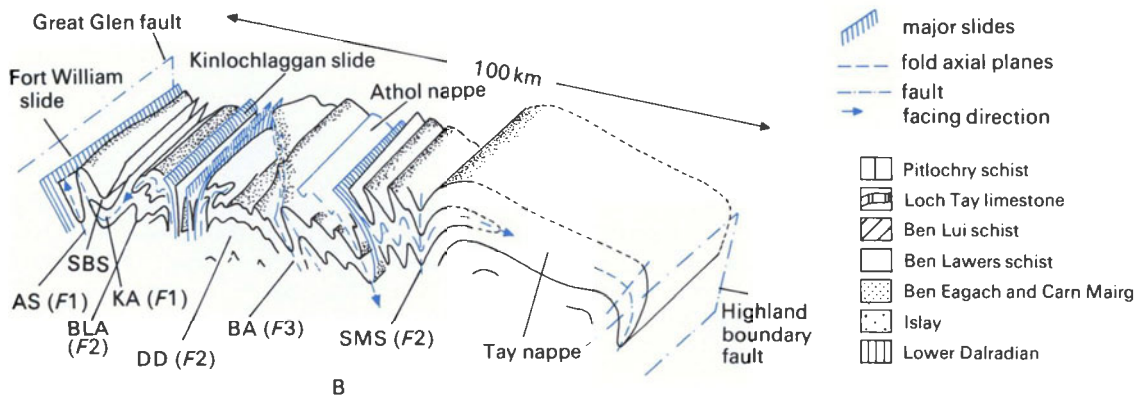 Great Glen fault
Kinlochlaggan slide
100 km
Fort William
slide
Athol nappe
SBS
AS (F1)
KA (F1)
BLA
(F2)
DD (F2)
BA (F3)
SMS (F2)
Tay nappe
Highland
boundary
fault
B
major slides
fold axial planes
fault
facing direction
Pitlochry schist
Loch Tay limestone
Ben Lui schist
Ben Lawers schist
Ben Eagach and Carn Mairg
Islay
Lower Dalradian